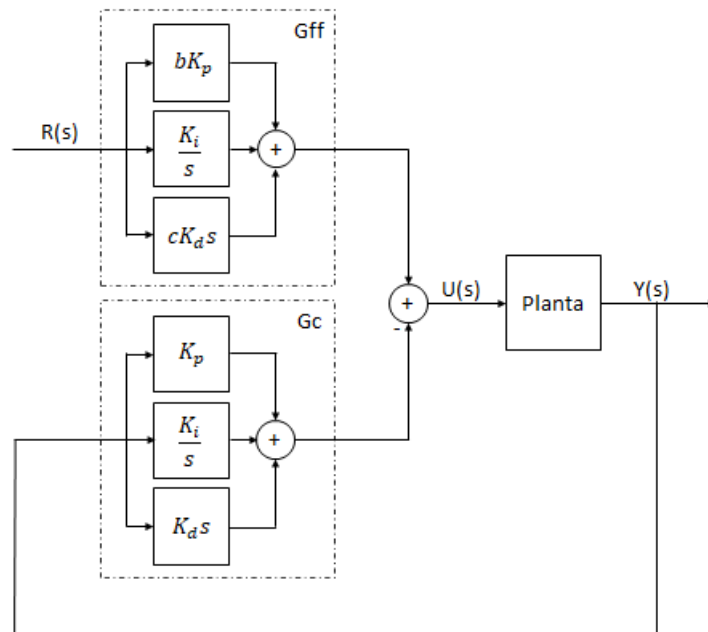 Gff
bK_p
R(s)
K_i
s
+
cK_d s
Gc
+
U(s)
Planta
Y(s)
-
K_p
K_i
s
+
K_d s